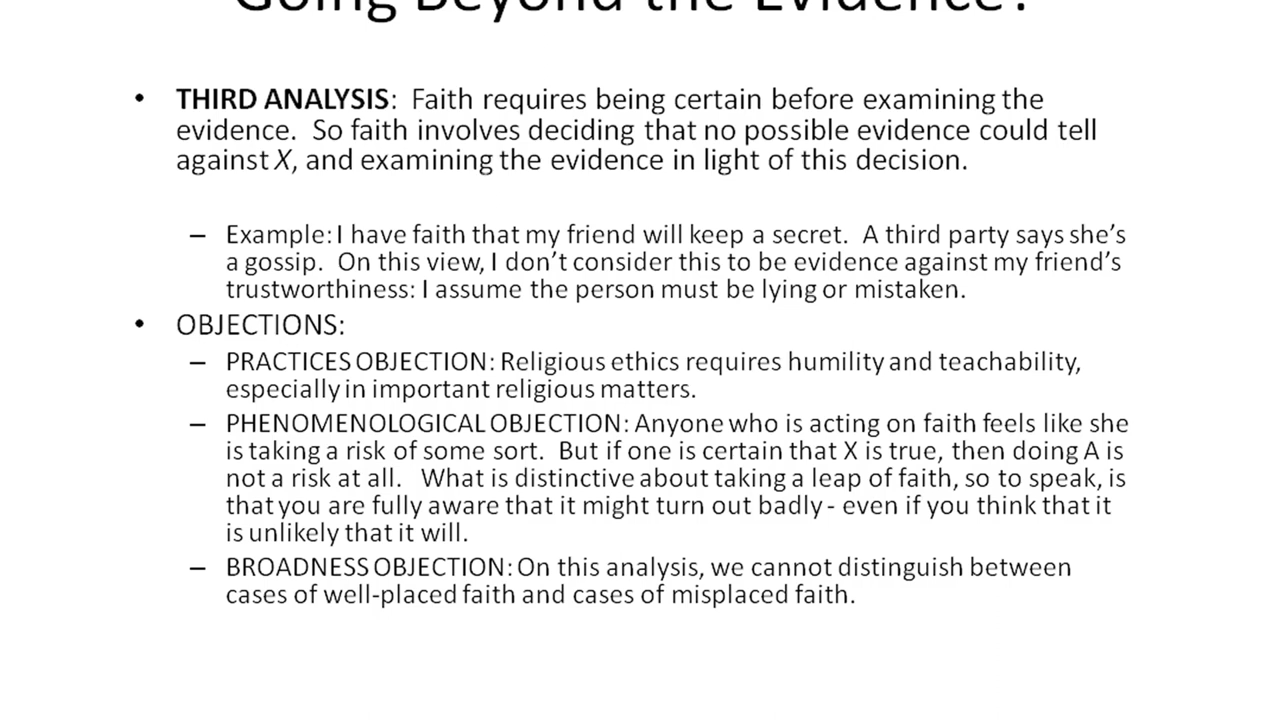 Going Beyond the Evidence?
• THIRD ANALYSIS: Faith requires being certain before examining the
evidence. So faith involves deciding that no possible evidence could tell
against X, and examining the evidence in light of this decision.
– Example: I have faith that my friend will keep a secret. A third party says she's
a gossip. On this view, I don't consider this to be evidence against my friend's
trustworthiness: I assume the person must be lying or mistaken.
• OBJECTIONS:
– PRACTICES OBJECTION: Religious ethics requires humility and teachability,
especially in important religious matters.
– PHENOMENOLOGICAL OBJECTION: Anyone who is acting on faith feels like she
is taking a risk of some sort. But if one is certain that X is true, then doing A is
not a risk at all. What is distinctive about taking a leap of faith, so to speak, is
that you are fully aware that it might turn out badly - even if you think that it
is unlikely that it will.
– BROADNESS OBJECTION: On this analysis, we cannot distinguish between
cases of well-placed faith and cases of misplaced faith.